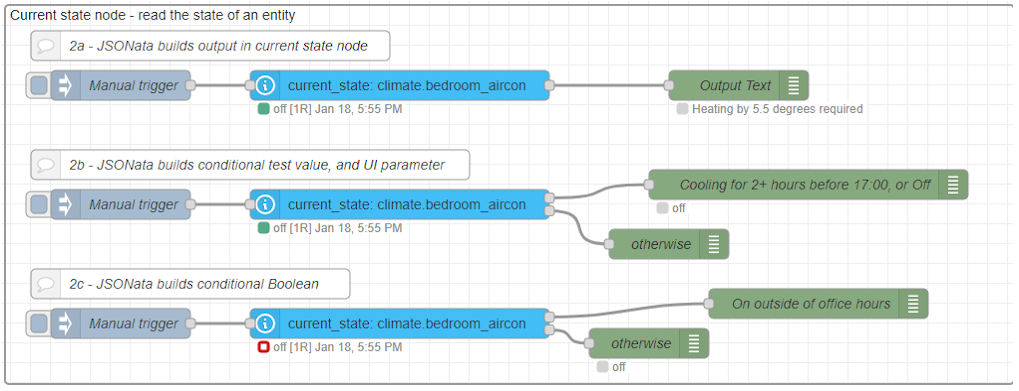 Current state node - read the state of an entity
2a - JSONata builds output in current state node
Manual trigger
current_state: climate.bedroom_aircon
Output Text
off [1R] Jan 18, 5:55 PM
Heating by 5.5 degrees required
2b - JSONata builds conditional test value, and UI parameter
Cooling for 2+ hours before 17:00, or Off
Manual trigger
current_state: climate.bedroom_aircon
off
off [1R] Jan 18, 5:55 PM
otherwise
2c - JSONata builds conditional Boolean
On outside of office hours
Manual trigger
current_state: climate.bedroom_aircon
otherwise
off [1R] Jan 18, 5:55 PM
off